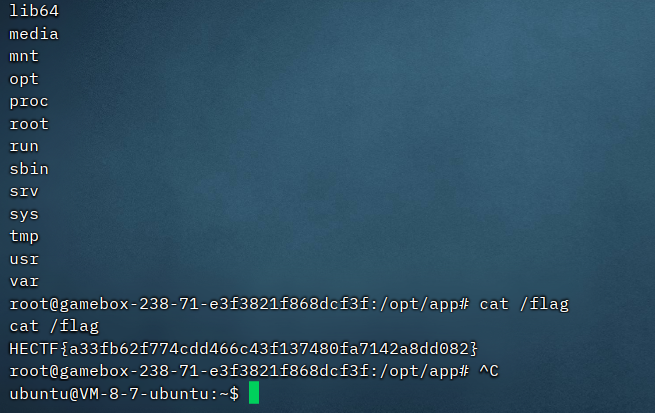 lib64
media
mnt
opt
proc
root
run
sbin
srv
sys
tmp
usr
var
root@gamebox-238-71-e3f3821f868dcf3f:/opt/app# cat /flag
cat /flag
HECTF{a33fb62f774cdd466c43f137480fa7142a8dd082}
root@gamebox-238-71-e3f3821f868dcf3f:/opt/app# ^C
ubuntu@VM-8-7-ubuntu:~$